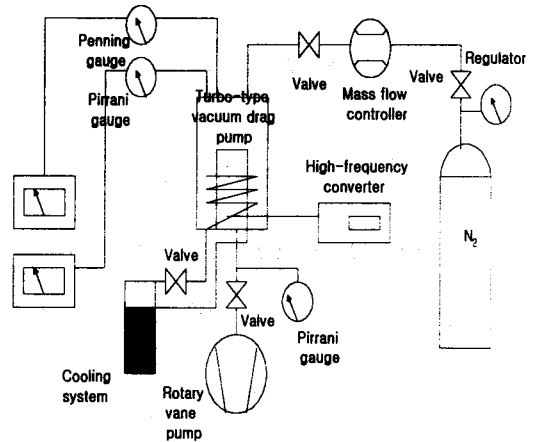 Penning
gauge
Pirrani
gauge
Turbo-type
vacuum drag
pump
Valve
Mass flow
controller
Valve
Regulator
High-frequency
converter
N₂
Valve
Cooling
system
Valve
Rotary
vane
pump
Pirrani
gauge